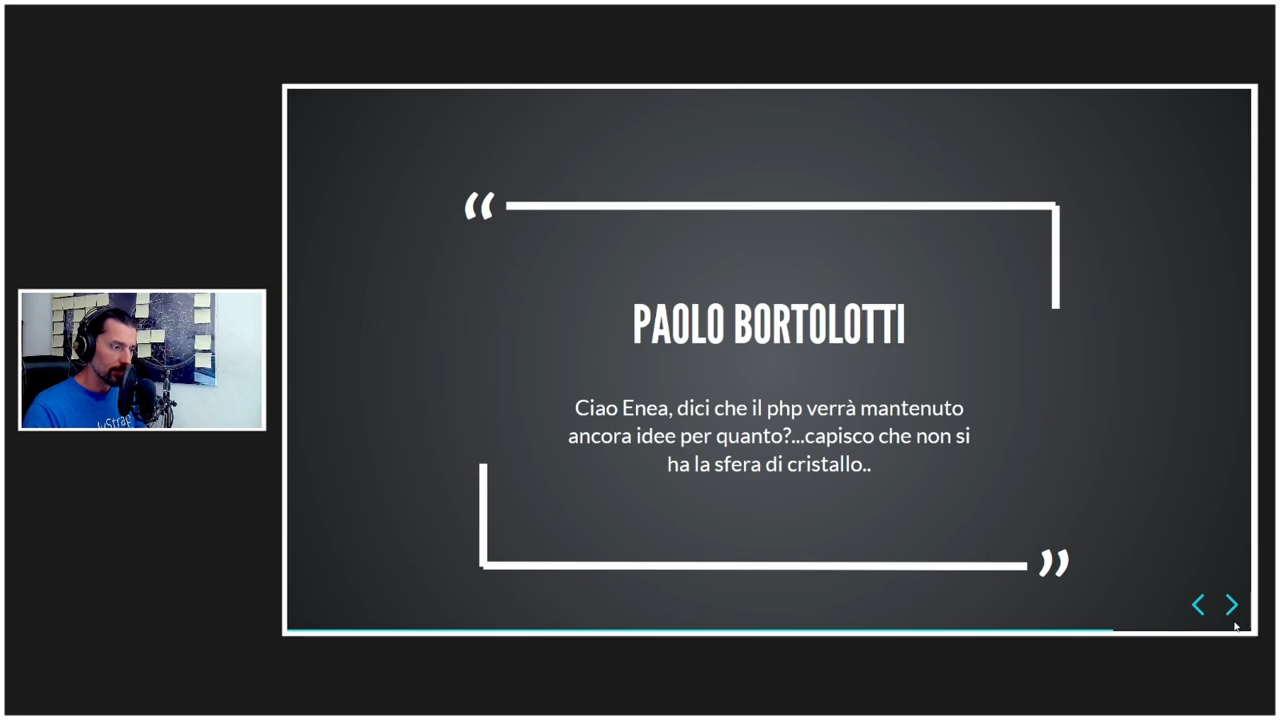 “
PAOLO BORTOLOTTI
Ciao Enea, dici che il php verrà mantenuto
ancora idee per quanto?...capisco che non si
ha la sfera di cristallo..
”